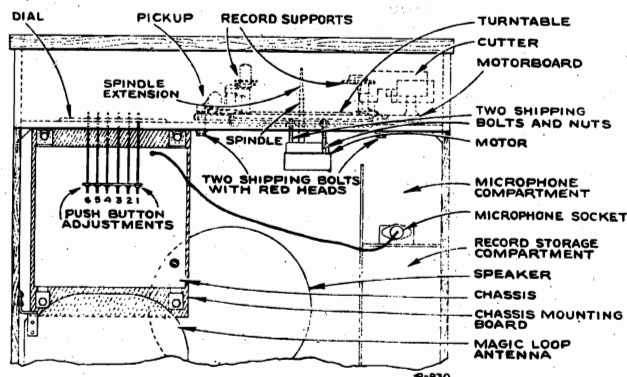 DIAL
PICKUP
RECORD SUPPORTS
TURNTABLE
CUTTER
MOTORBOARD
SPINDLE
EXTENSION
SPINDLE
TWO SHIPPING
BOLTS AND NUTS
MOTOR
TWO SHIPPING BOLTS
WITH RED HEADS
6 5 4 3 2 1
PUSH BUTTON
ADJUSTMENTS
MICROPHONE
COMPARTMENT
MICROPHONE SOCKET
RECORD STORAGE
COMPARTMENT
SPEAKER
CHASSIS
CHASSIS MOUNTING
BOARD
MAGIC LOOP
ANTENNA